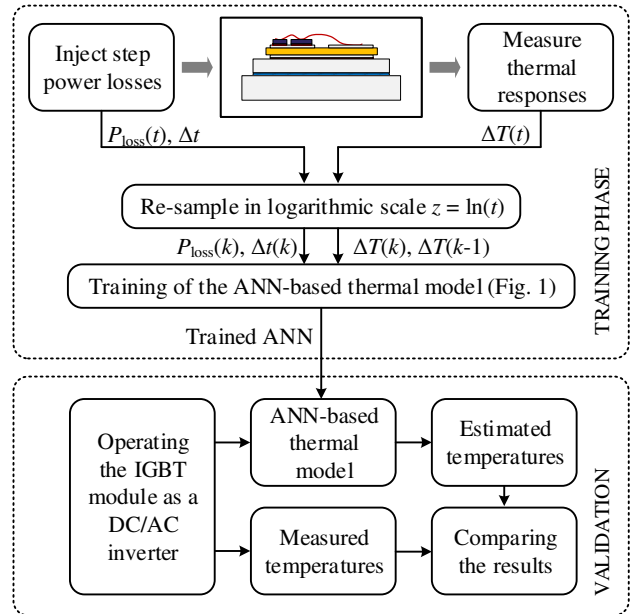 Inject step
power losses
Measure
thermal
responses
P_loss(t), Δt
ΔT(t)
Re-sample in logarithmic scale z = ln(t)
P_loss(k), Δt(k)
ΔT(k), ΔT(k-1)
Training of the ANN-based thermal model (Fig. 1)
TRAINING PHASE
Trained ANN
Operating
the IGBT
module as a
DC/AC
inverter
ANN-based
thermal
model
Estimated
temperatures
Measured
temperatures
Comparing
the results
VALIDATION